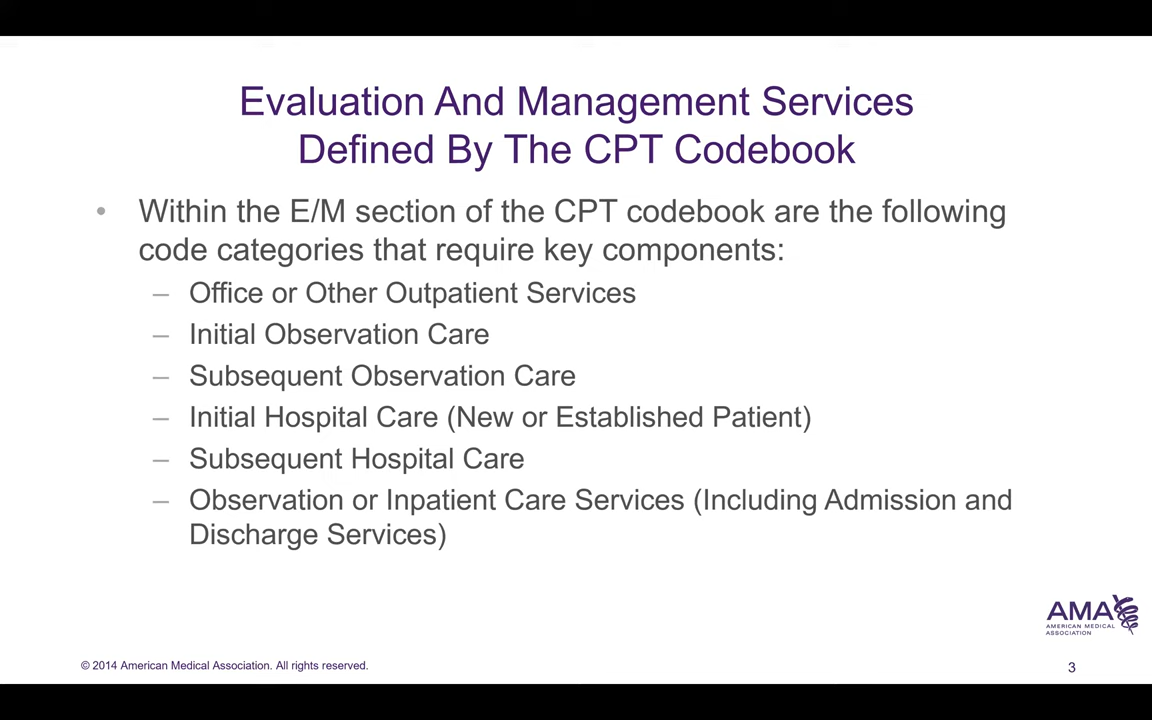 Evaluation And Management Services
Defined By The CPT Codebook
• Within the E/M section of the CPT codebook are the following
code categories that require key components:
– Office or Other Outpatient Services
– Initial Observation Care
– Subsequent Observation Care
– Initial Hospital Care (New or Established Patient)
– Subsequent Hospital Care
– Observation or Inpatient Care Services (Including Admission and
Discharge Services)
AMA
AMERICAN MEDICAL
ASSOCIATION
© 2014 American Medical Association. All rights reserved.
3